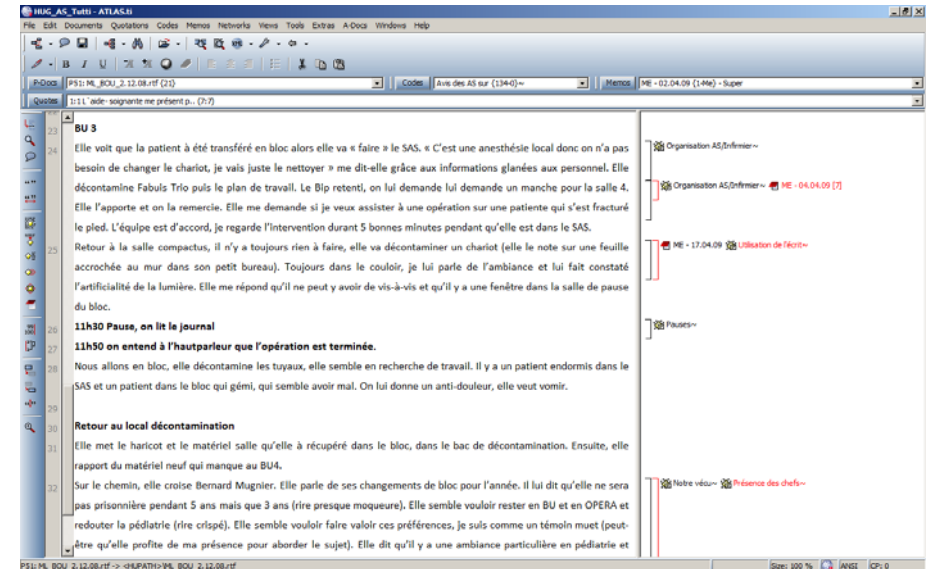 HUG_AS_Tutti - ATLAS.ti
File Edit Documents Quotations Codes Memos Networks Views Tools Extras A-Docs Windows Help
B I U
P-Docs P51: ML_BOU_2.12.08.rtf {21} Codes Avis des AS sur {134-0}~ Memos ME - 02.04.09 {1-Me} - Super
Quotes 1:1 L`aide-soignante me présent p.. (7:7)
23 BU 3
24 Elle voit que la patient à été transféré en bloc alors elle va « faire » le SAS. « C'est une anesthésie local donc on n'a pas
Organisation AS/Infirmier~
besoin de changer le chariot, je vais juste le nettoyer » me dit-elle grâce aux informations glanées aux personnel. Elle
décontamine Fabuls Trio puis le plan de travail. Le Bip retenti, on lui demande lui demande un manche pour la salle 4.
Organisation AS/Infirmier~ ME - 04.04.09 [7]
Elle l'apporte et on la remercie. Elle me demande si je veux assister à une opération sur une patiente qui s'est fracturé
le pied. L'équipe est d'accord, je regarde l'intervention durant 5 bonnes minutes pendant qu'elle est dans le SAS.
25 Retour à la salle compactus, il n'y a toujours rien à faire, elle va décontaminer un chariot (elle le note sur une feuille
ME - 17.04.09 Utilisation de l'écrit~
accrochée au mur dans son petit bureau). Toujours dans le couloir, je lui parle de l'ambiance et lui fait constaté
l'artificialité de la lumière. Elle me répond qu'il ne peut y avoir de vis-à-vis et qu'il y a une fenêtre dans la salle de pause
du bloc.
26 11h30 Pause, on lit le journal
Pauses~
27 11h50 on entend à l'hautparleur que l'opération est terminée.
28 Nous allons en bloc, elle décontamine les tuyaux, elle semble en recherche de travail. Il y a un patient endormis dans le
SAS et un patient dans le bloc qui gémi, qui semble avoir mal. On lui donne un anti-douleur, elle veut vomir.
29
30 Retour au local décontamination
31 Elle met le haricot et le matériel salle qu'elle à récupéré dans le bloc, dans le bac de décontamination. Ensuite, elle
rapport du matériel neuf qui manque au BU4.
32 Sur le chemin, elle croise Bernard Mugnier. Elle parle de ses changements de bloc pour l'année. Il lui dit qu'elle ne sera
Notre vécu~ Présence des chefs~
pas prisonnière pendant 5 ans mais que 3 ans (rire presque moqueure). Elle semble vouloir rester en BU et en OPERA et
redouter la pédiatrie (rire crispé). Elle semble vouloir faire valoir ces préférences, je suis comme un témoin muet (peut-
être qu'elle profite de ma présence pour aborder le sujet). Elle dit qu'il y a une ambiance particulière en pédiatrie et
P51: ML_BOU_2.12.08.rtf -> <HUPATH>\ML_BOU_2.12.08.rtf Size: 100 % ANSI CP: 0